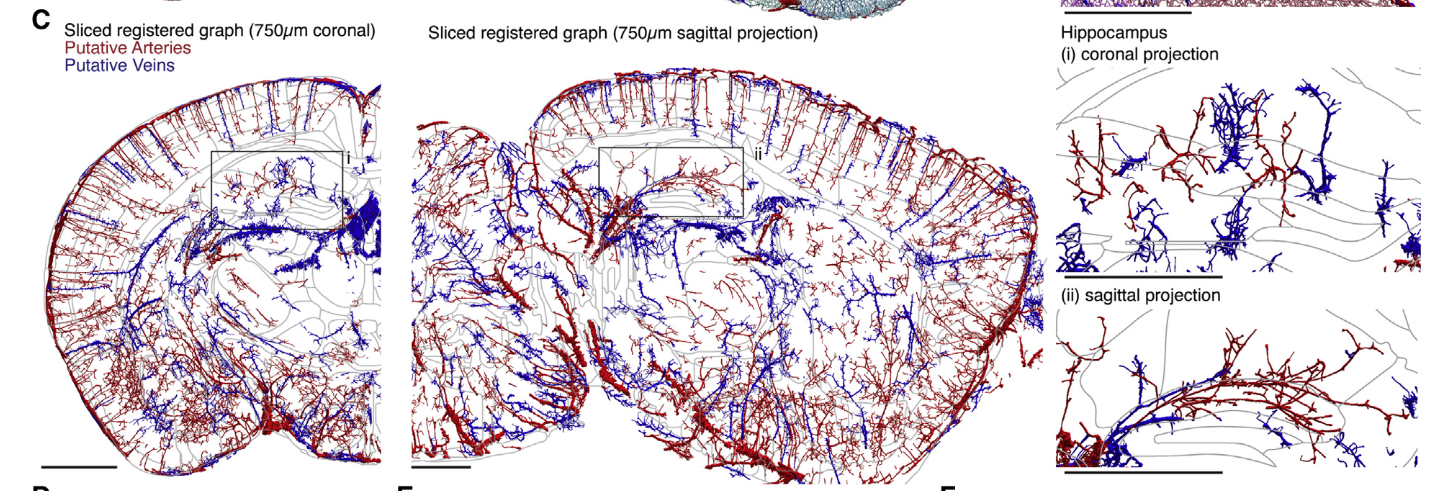 C
Sliced registered graph (750µm coronal)
Putative Arteries
Putative Veins
i
Sliced registered graph (750µm sagittal projection)
ii
Hippocampus
(i) coronal projection
(ii) sagittal projection